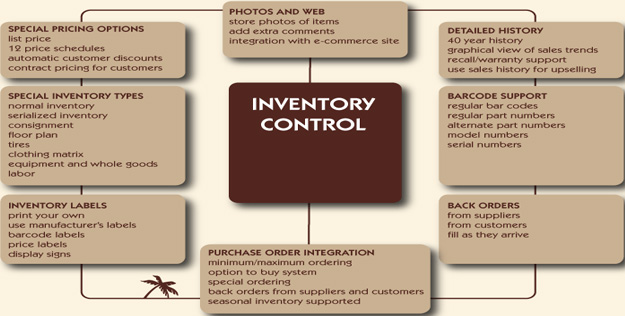 PHOTOS AND WEB
store photos of items
add extra comments
integration with e-commerce site
SPECIAL PRICING OPTIONS
list price
12 price schedules
automatic customer discounts
contract pricing for customers
DETAILED HISTORY
40 year history
graphical view of sales trends
recall/warranty support
use sales history for upselling
SPECIAL INVENTORY TYPES
normal inventory
serialized inventory
consignment
floor plan
tires
clothing matrix
equipment and whole goods
labor
INVENTORY
CONTROL
BARCODE SUPPORT
regular bar codes
regular part numbers
alternate part numbers
model numbers
serial numbers
INVENTORY LABELS
print your own
use manufacturer's labels
barcode labels
price labels
display signs
BACK ORDERS
from suppliers
from customers
fill as they arrive
PURCHASE ORDER INTEGRATION
minimum/maximum ordering
option to buy system
special ordering
back orders from suppliers and customers
seasonal inventory supported